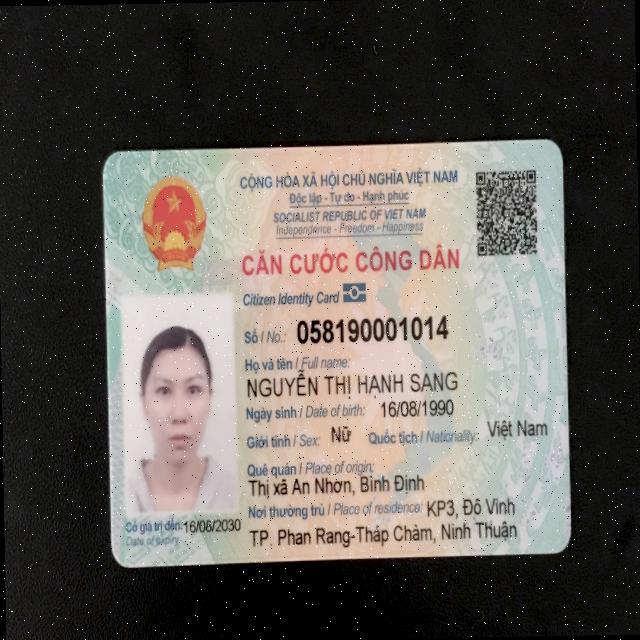 CỘNG HÒA XÃ HỘI CHỦ NGHĨA VIỆT NAM
Độc lập - Tự do - Hạnh phúc
SOCIALIST REPUBLIC OF VIET NAM
Independence - Freedom - Happiness
CĂN CƯỚC CÔNG DÂN
Citizen Identity Card
Số / No.: 058190001014
Họ và tên / Full name:
NGUYỄN THỊ HẠNH SANG
Ngày sinh / Date of birth: 16/08/1990
Giới tính / Sex: Nữ Quốc tịch / Nationality: Việt Nam
Quê quán / Place of origin:
Thị xã An Nhơn, Bình Định
Nơi thường trú / Place of residence: KP3, Đô Vinh
TP. Phan Rang-Tháp Chàm, Ninh Thuận
Có giá trị đến: 16/06/2030
Date of expiry